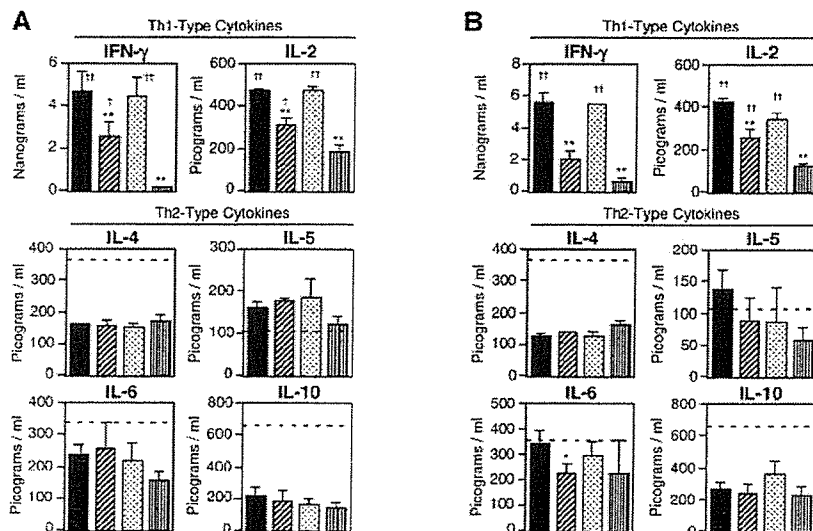 A
Th1-Type Cytokines
IFN-γ
IL-2
Nanograms / ml
6
4
2
0
†† † ** †† **
Picograms / ml
600
400
200
0
†† † ** †† **
Th2-Type Cytokines
IL-4
IL-5
Picograms / ml
400
300
200
100
0
Picograms / ml
300
200
100
0
IL-6
IL-10
Picograms / ml
400
300
200
100
0
Picograms / ml
800
600
400
200
0
B
Th1-Type Cytokines
IFN-γ
IL-2
Nanograms / ml
8
6
4
2
0
†† ** †† **
Picograms / ml
600
400
200
0
†† †† ** †† **
Th2-Type Cytokines
IL-4
IL-5
Picograms / ml
400
300
200
100
0
Picograms / ml
200
150
100
50
0
IL-6
IL-10
Picograms / ml
500
400
300
200
100
0
*
Picograms / ml
800
600
400
200
0